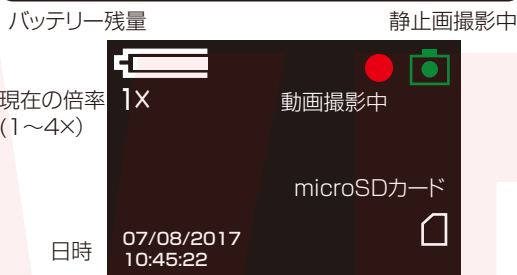 バッテリー残量
静止画撮影中
現在の倍率
(1〜4×)
1X
動画撮影中
microSDカード
日時
07/08/2017
10:45:22